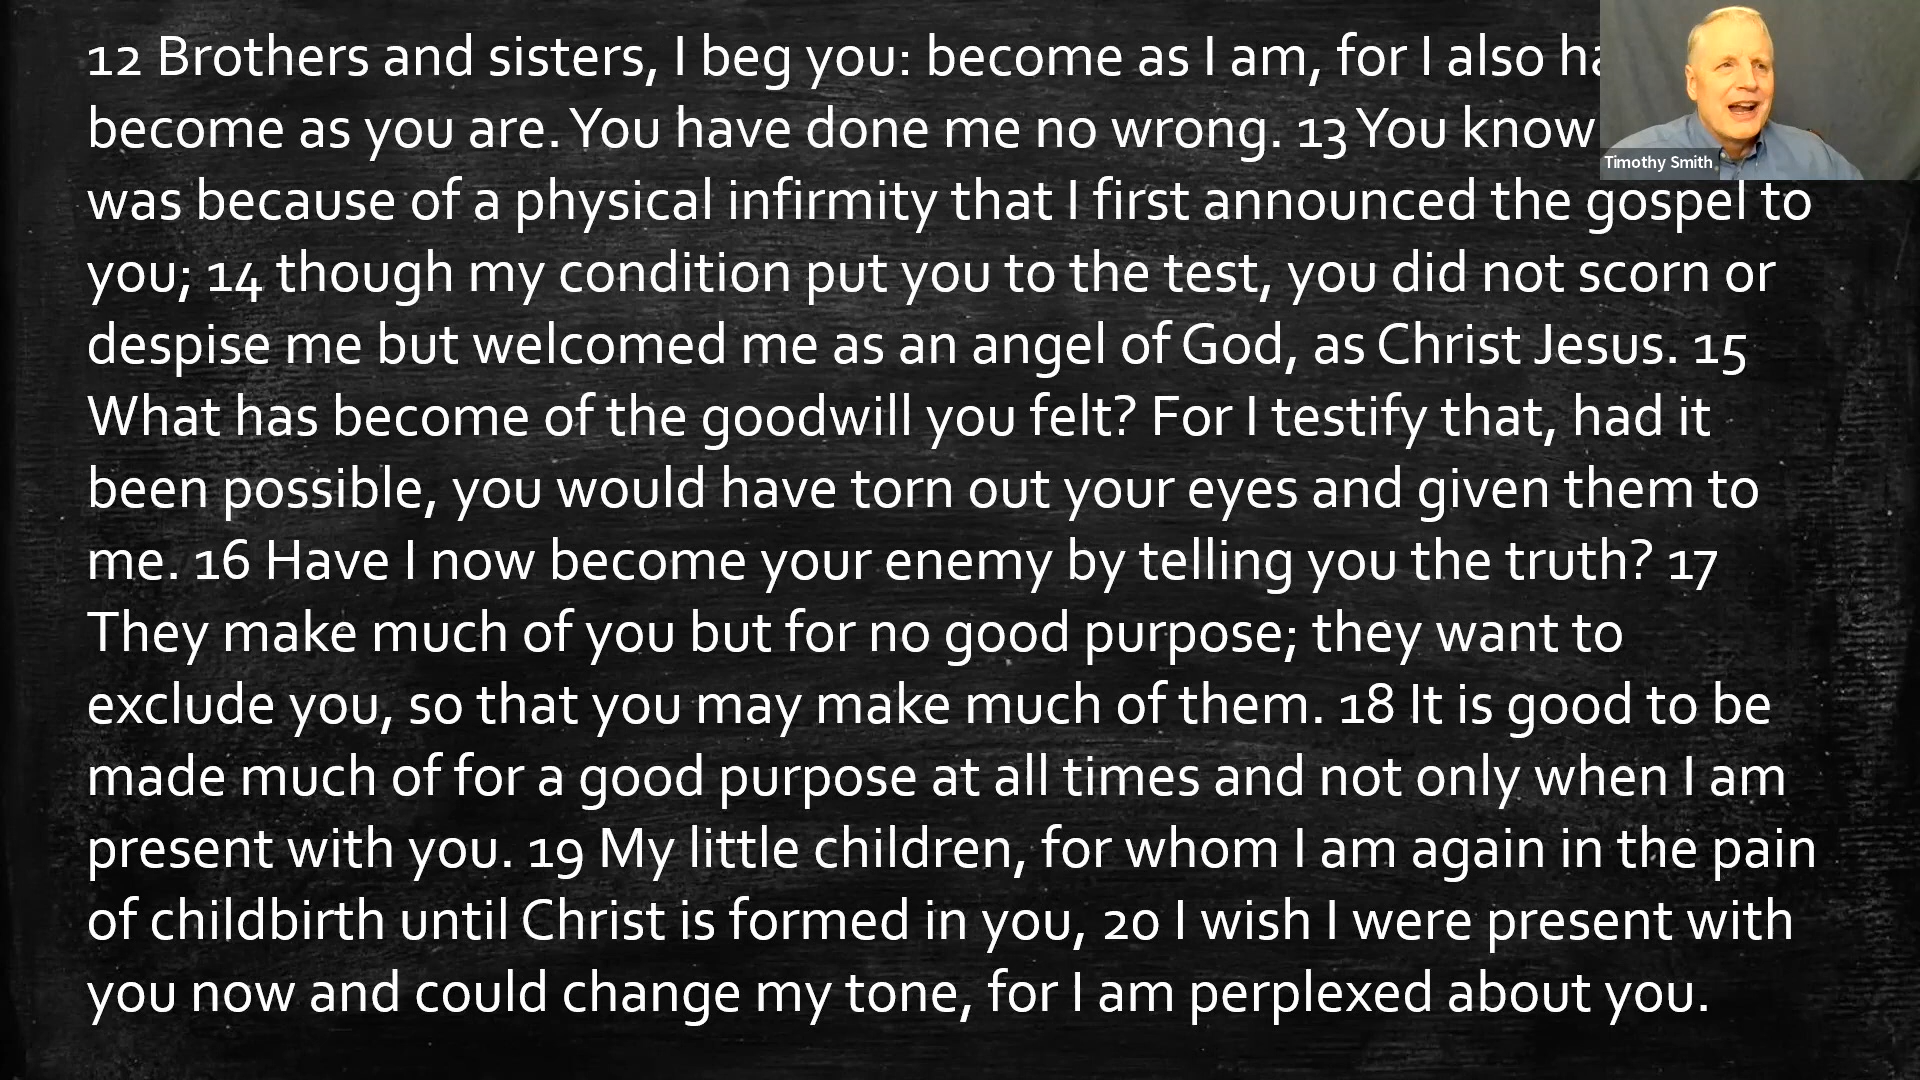 12 Brothers and sisters, I beg you: become as I am, for I also
become as you are. You have done me no wrong. 13 You know
was because of a physical infirmity that I first announced the gospel to
you; 14 though my condition put you to the test, you did not scorn or
despise me but welcomed me as an angel of God, as Christ Jesus. 15
What has become of the goodwill you felt? For I testify that, had it
been possible, you would have torn out your eyes and given them to
me. 16 Have I now become your enemy by telling you the truth? 17
They make much of you but for no good purpose; they want to
exclude you, so that you may make much of them. 18 It is good to be
made much of for a good purpose at all times and not only when I am
present with you. 19 My little children, for whom I am again in the pain
of childbirth until Christ is formed in you, 20 I wish I were present with
you now and could change my tone, for I am perplexed about you.
Timothy Smith